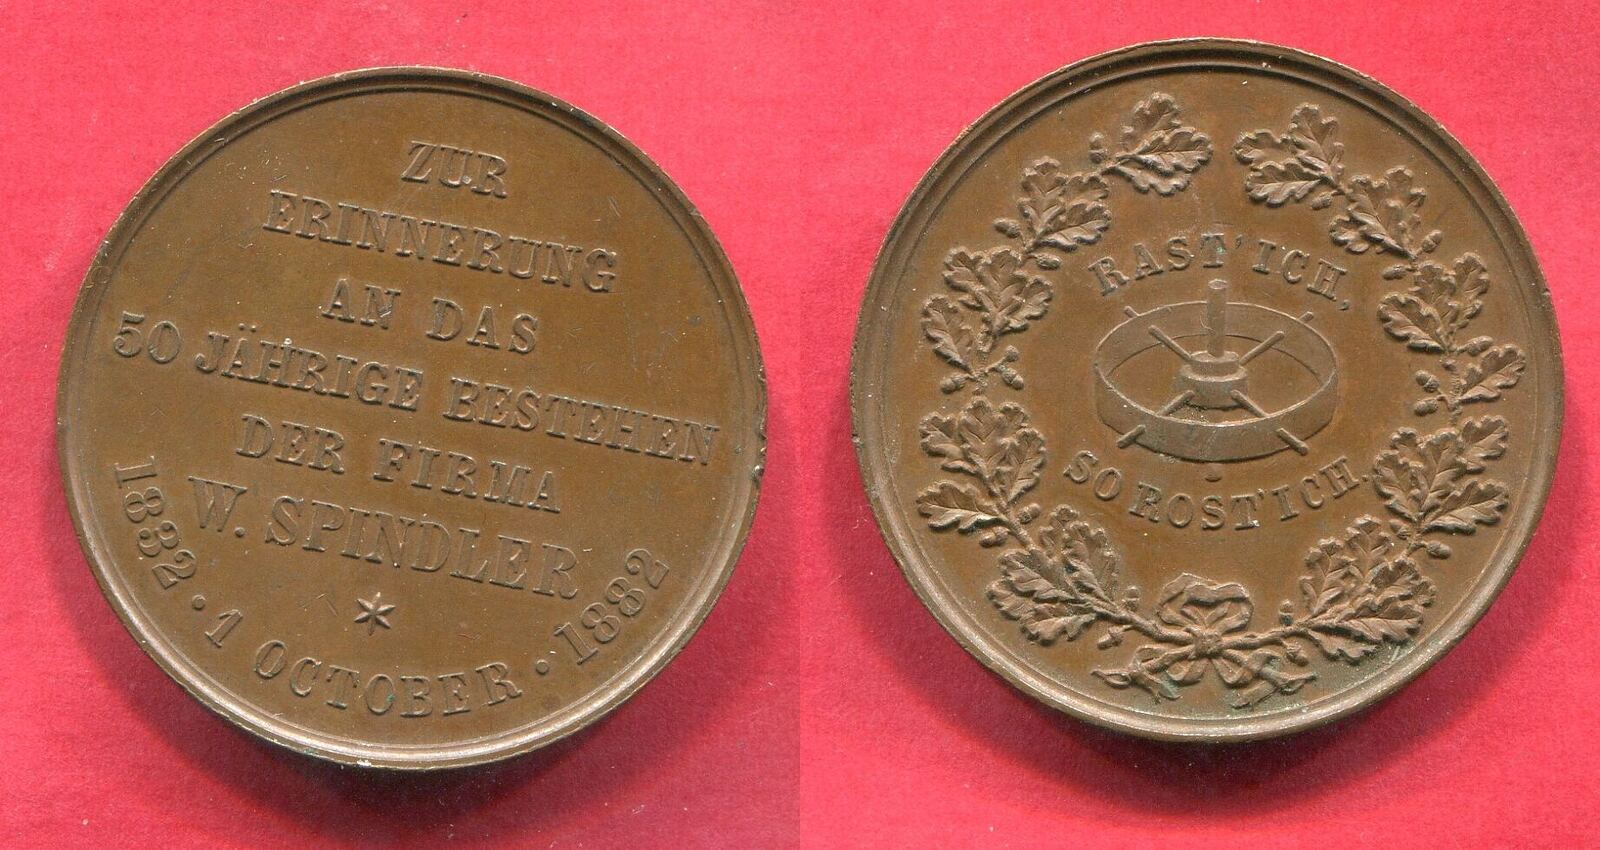 ZUR
ERINNERUNG
AN DAS
50 JÄHRIGE BESTEHEN
DER FIRMA
W. SPINDLER
1832 · 1 OCTOBER · 1882
RAST' ICH,
SO ROST' ICH.